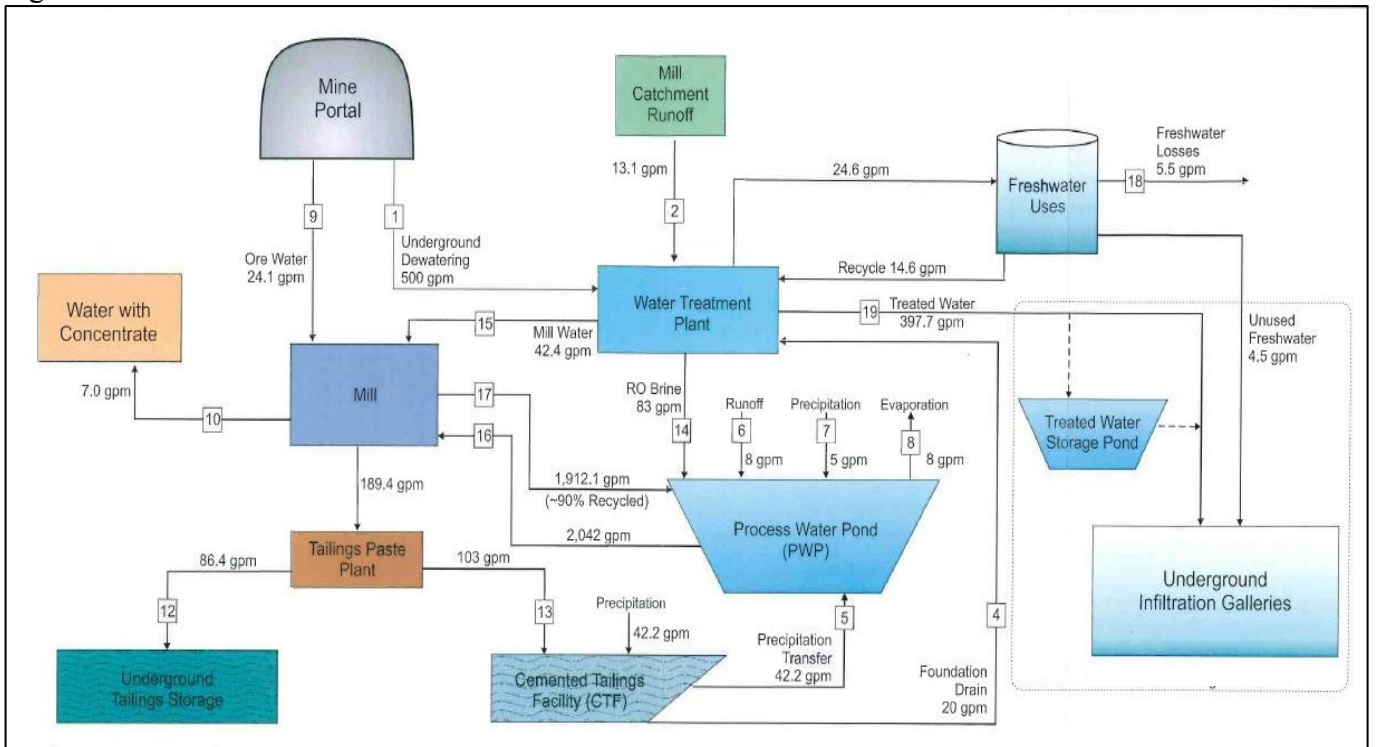 Mine
Portal
Mill
Catchment
Runoff
13.1 gpm
24.6 gpm
Freshwater
Uses
Freshwater
Losses
5.5 gpm
18
9
1
2
Ore Water
24.1 gpm
Underground
Dewatering
500 gpm
Recycle 14.6 gpm
Water Treatment
Plant
19
Treated Water
397.7 gpm
Unused
Freshwater
4.5 gpm
Water with
Concentrate
15
Mill Water
42.4 gpm
7.0 gpm
10
Mill
17
16
RO Brine
83 gpm
14
Runoff
6
8 gpm
Precipitation
7
5 gpm
Evaporation
8
8 gpm
Treated Water
Storage Pond
189.4 gpm
1,912.1 gpm
(~90% Recycled)
2,042 gpm
Process Water Pond
(PWP)
86.4 gpm
Tailings Paste
Plant
103 gpm
Underground
Infiltration Galleries
12
13
Precipitation
42.2 gpm
5
4
Precipitation
Transfer
42.2 gpm
Foundation
Drain
20 gpm
Underground
Tailings Storage
Cemented Tailings
Facility (CTF)